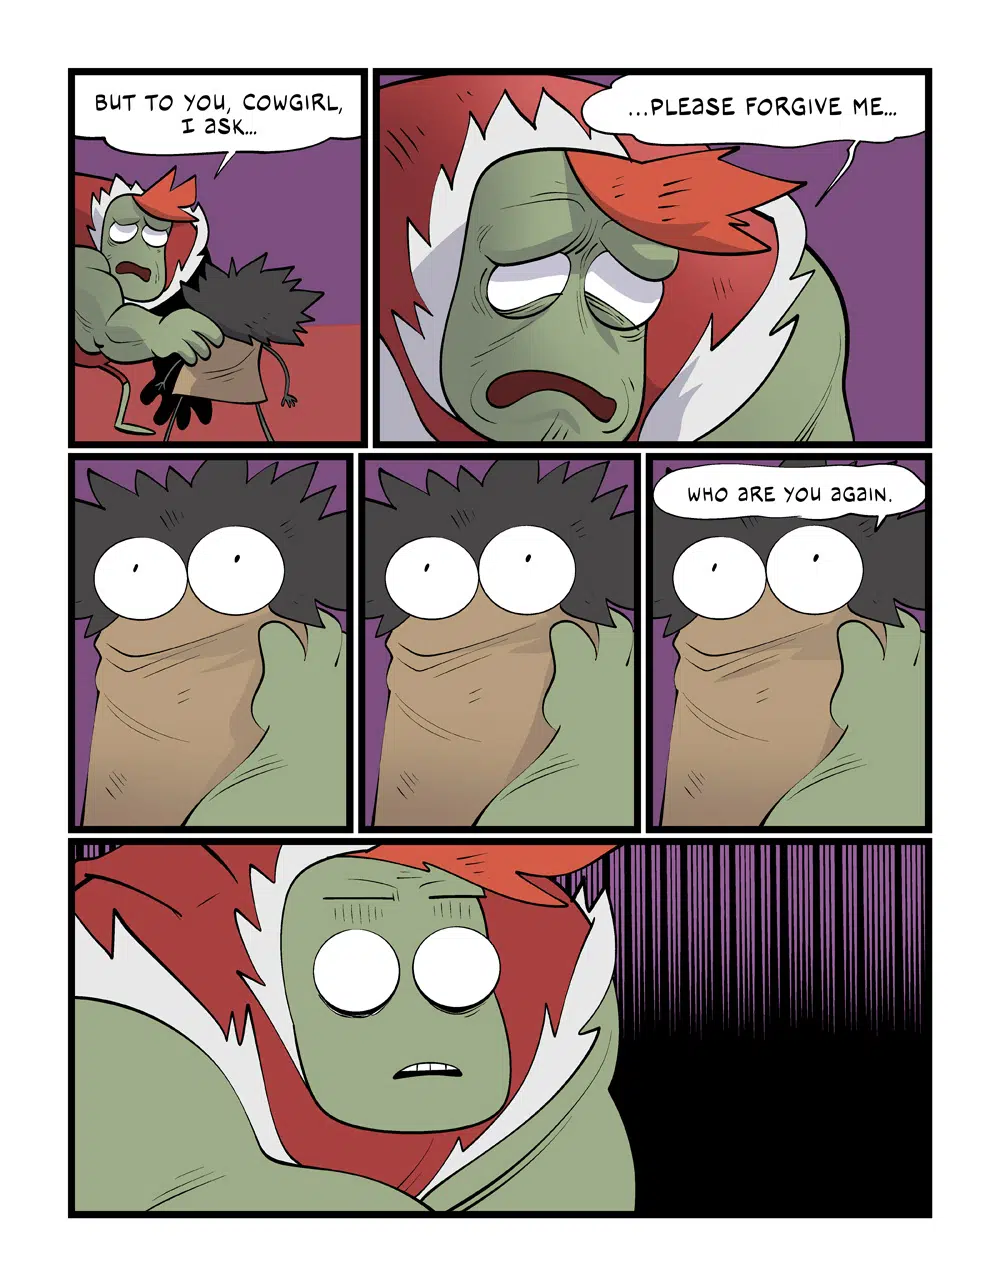 BUT TO YOU, COWGIRL,
I ASK...
...PLEASE FORGIVE ME...
WHO ARE YOU AGAIN.